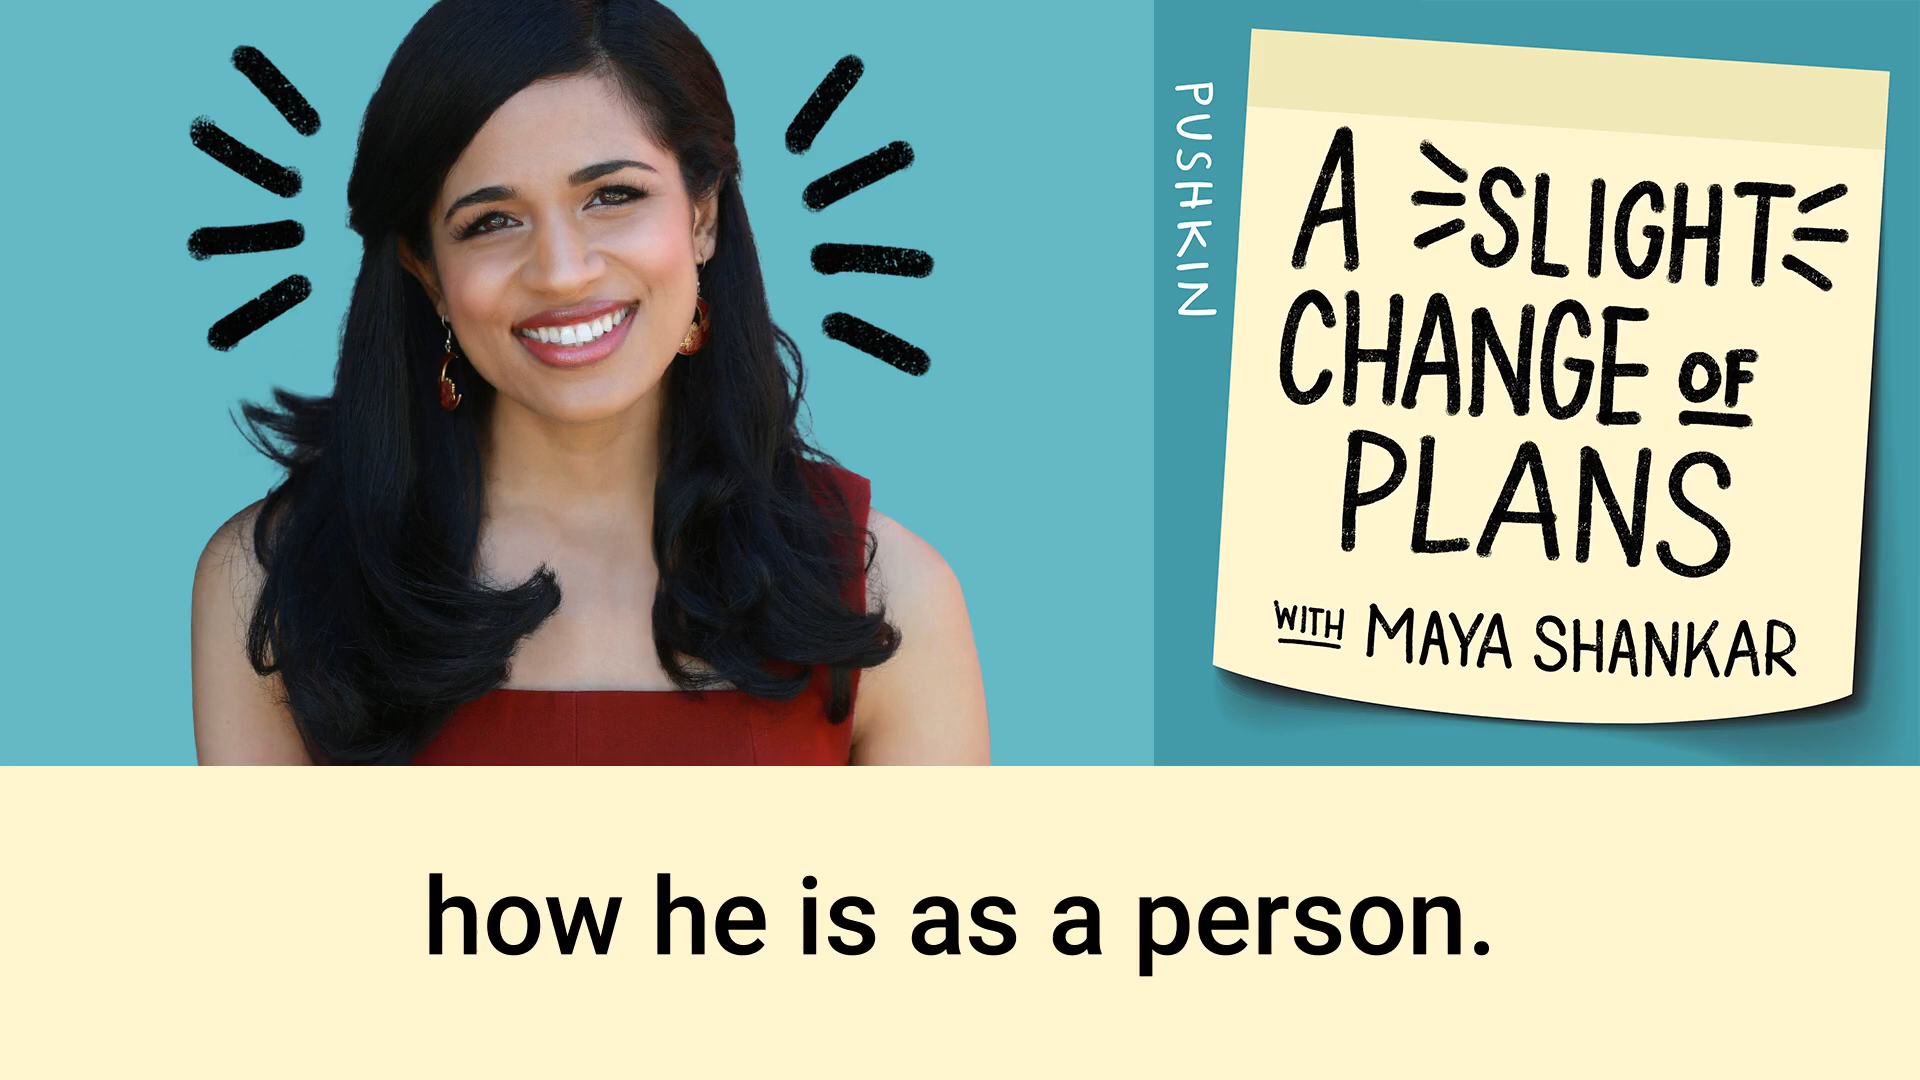 PUSHKIN
A SLIGHT
CHANGE OF
PLANS
WITH MAYA SHANKAR
how he is as a person.